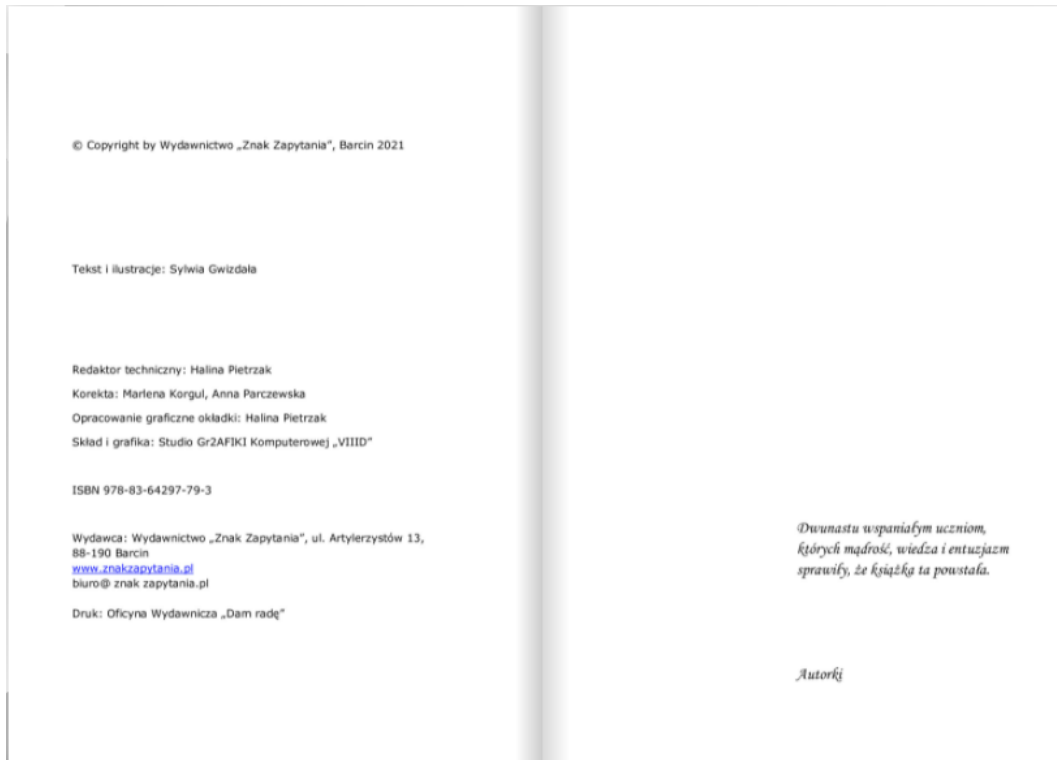 © Copyright by Wydawnictwo „Znak Zapytania”, Barcin 2021
Tekst i ilustracje: Sylwia Gwizdała
Redaktor techniczny: Halina Pietrzak
Korekta: Marlena Korgul, Anna Parczewska
Opracowanie graficzne okładki: Halina Pietrzak
Skład i grafika: Studio Gr2AFIKI Komputerowej „VIIID”
ISBN 978-83-64297-79-3
Wydawca: Wydawnictwo „Znak Zapytania”, ul. Artylerzystów 13,
88-190 Barcin
www.znakzapytania.pl
biuro@ znak zapytania.pl
Druk: Oficyna Wydawnicza „Dam radę”
Dwunastu wspaniałym uczniom,
których mądrość, wiedza i entuzjazm
sprawiły, że książka ta powstała.
Autorki